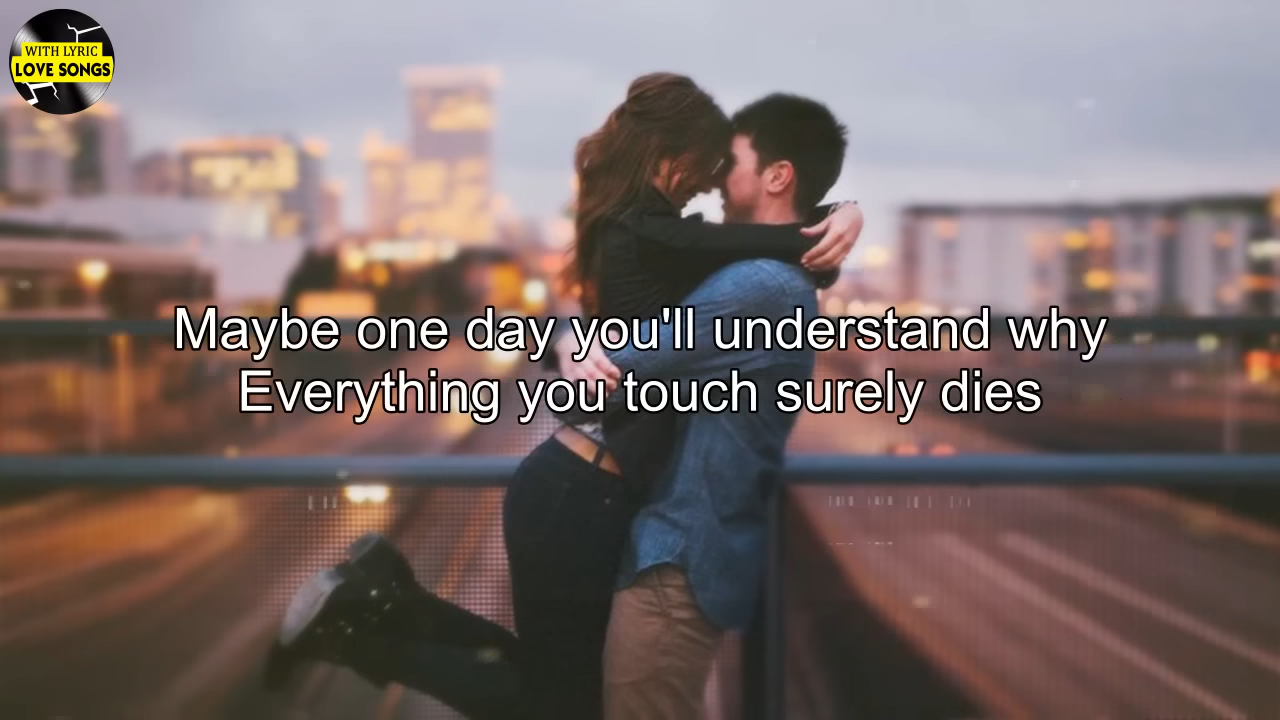 WITH LYRIC
LOVE SONGS
Maybe one day you'll understand why
Everything you touch surely dies